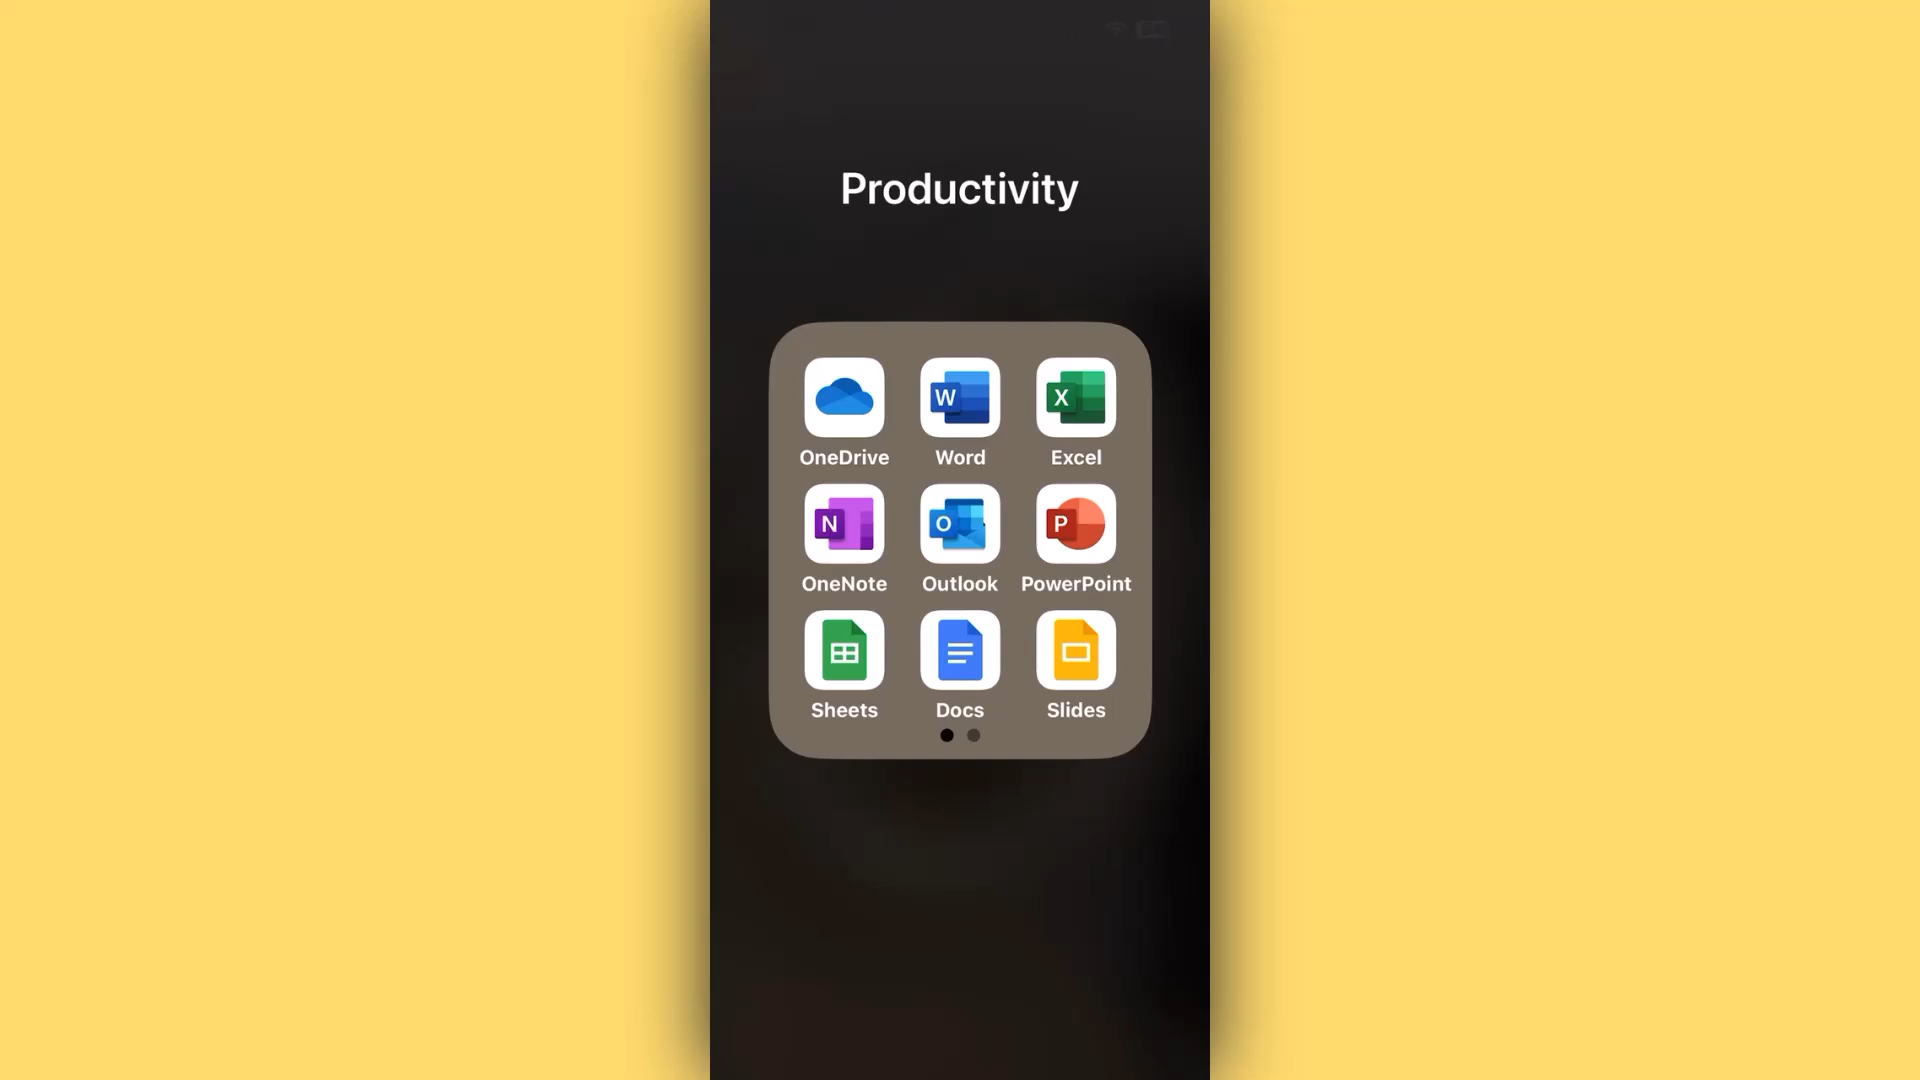 Productivity
W X
OneDrive Word Excel
N O P
OneNote Outlook PowerPoint
Sheets Docs Slides